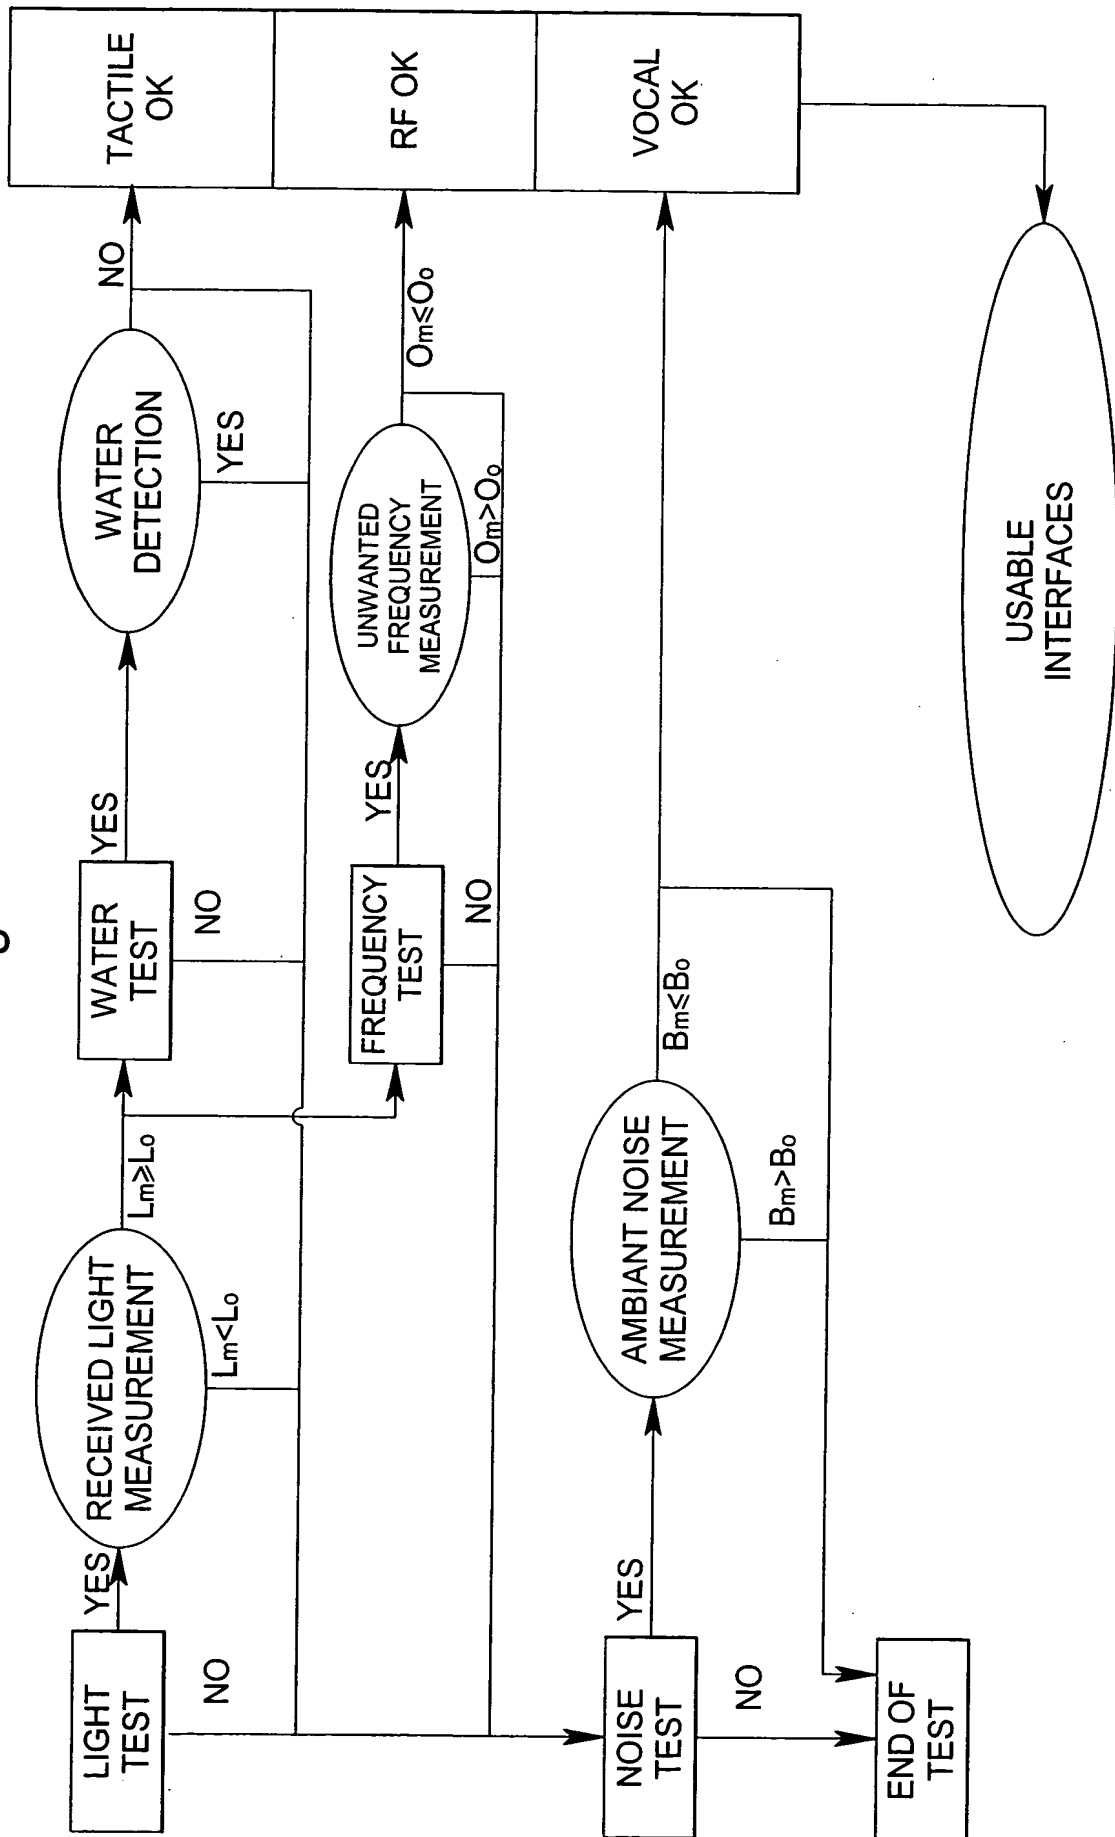 LIGHT
TEST
YES
NO
RECEIVED LIGHT
MEASUREMENT
Lm<Lo
Lm⩾Lo
WATER
TEST
YES
NO
WATER
DETECTION
YES
NO
TACTILE
OK
FREQUENCY
TEST
YES
NO
UNWANTED
FREQUENCY
MEASUREMENT
Om>Oo
Om⩽Oo
RF OK
NOISE
TEST
YES
NO
AMBIANT NOISE
MEASUREMENT
Bm>Bo
Bm⩽Bo
VOCAL
OK
END OF
TEST
USABLE
INTERFACES